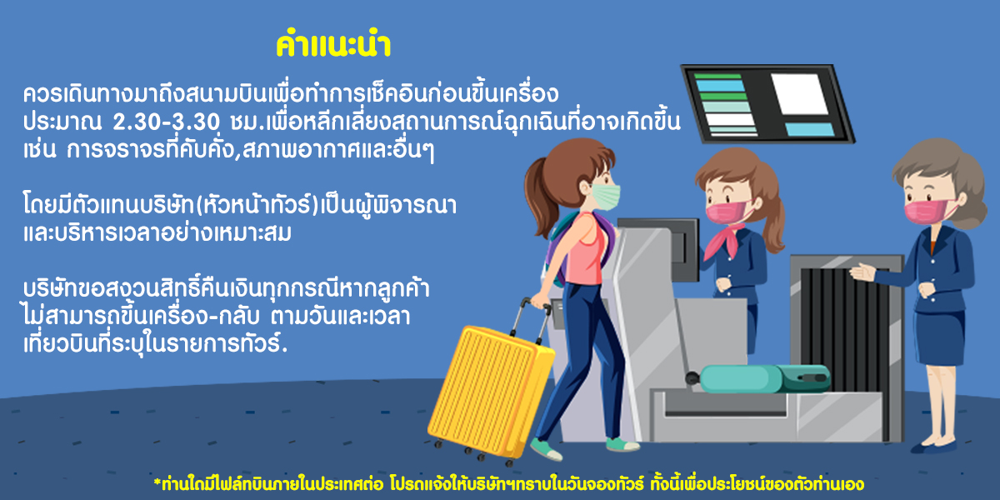 คำแนะนำ
ควรเดินทางมาถึงสนามบินเพื่อทำการเช็คอินก่อนขึ้นเครื่อง
ประมาณ 2.30-3.30 ชม.เพื่อหลีกเลี่ยงสถานการณ์ฉุกเฉินที่อาจเกิดขึ้น
เช่น การจราจรที่คับคั่ง,สภาพอากาศและอื่นๆ
โดยมีตัวแทนบริษัท(หัวหน้าทัวร์)เป็นผู้พิจารณา
และบริหารเวลาอย่างเหมาะสม
บริษัทขอสงวนสิทธิ์คืนเงินทุกกรณีหากลูกค้า
ไม่สามารถขึ้นเครื่อง-กลับ ตามวันและเวลา
เที่ยวบินที่ระบุในรายการทัวร์.
*ท่านใดมีไฟล์ทบินภายในประเทศต่อ โปรดแจ้งให้บริษัทฯทราบในวันจองทัวร์ ทั้งนี้เพื่อประโยชน์ของตัวท่านเอง